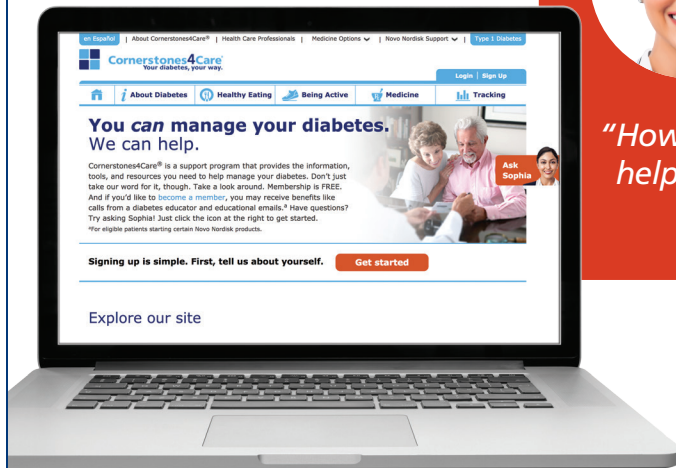 en Español | About Cornerstones4Care® | Health Care Professionals | Medicine Options | Novo Nordisk Support | Type 1 Diabetes
Cornerstones4Care®
Your diabetes, your way.
Login | Sign Up
i About Diabetes Healthy Eating Being Active Medicine Tracking
You can manage your diabetes.
We can help.
Cornerstones4Care® is a support program that provides the information,
tools, and resources you need to help manage your diabetes. Don't just
take our word for it, though. Take a look around. Membership is FREE.
And if you'd like to become a member, you may receive benefits like
calls from a diabetes educator and educational emails.ª Have questions?
Try asking Sophia! Just click the icon at the right to get started.
ªFor eligible patients starting certain Novo Nordisk products.
Ask
Sophia
Signing up is simple. First, tell us about yourself. Get started
Explore our site
"How
help